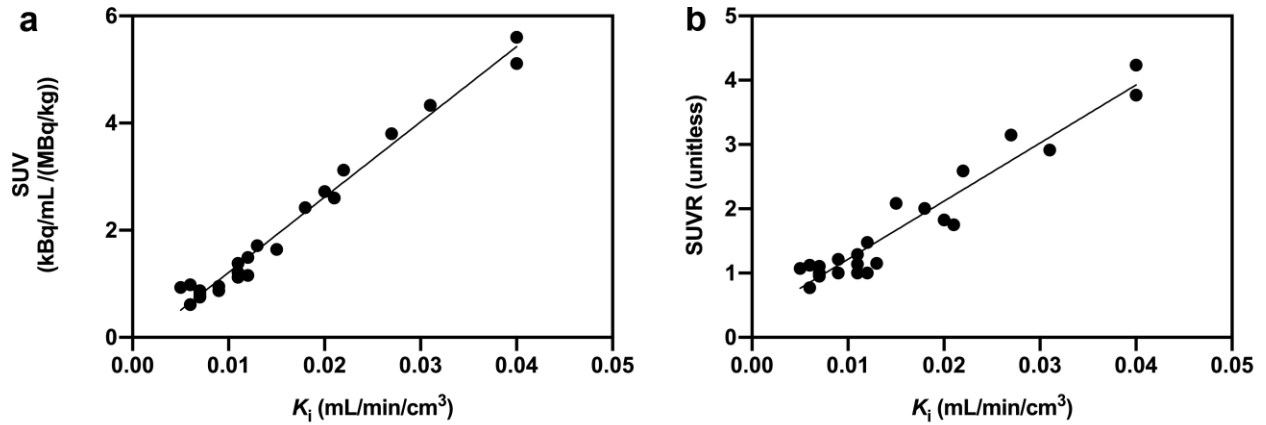 a
6
4
2
0
SUV
(kBq/mL /(MBq/kg))
0.00 0.01 0.02 0.03 0.04 0.05
Ki (mL/min/cm³)
b
5
4
3
2
1
0
SUVR (unitless)
0.00 0.01 0.02 0.03 0.04 0.05
Ki (mL/min/cm³)